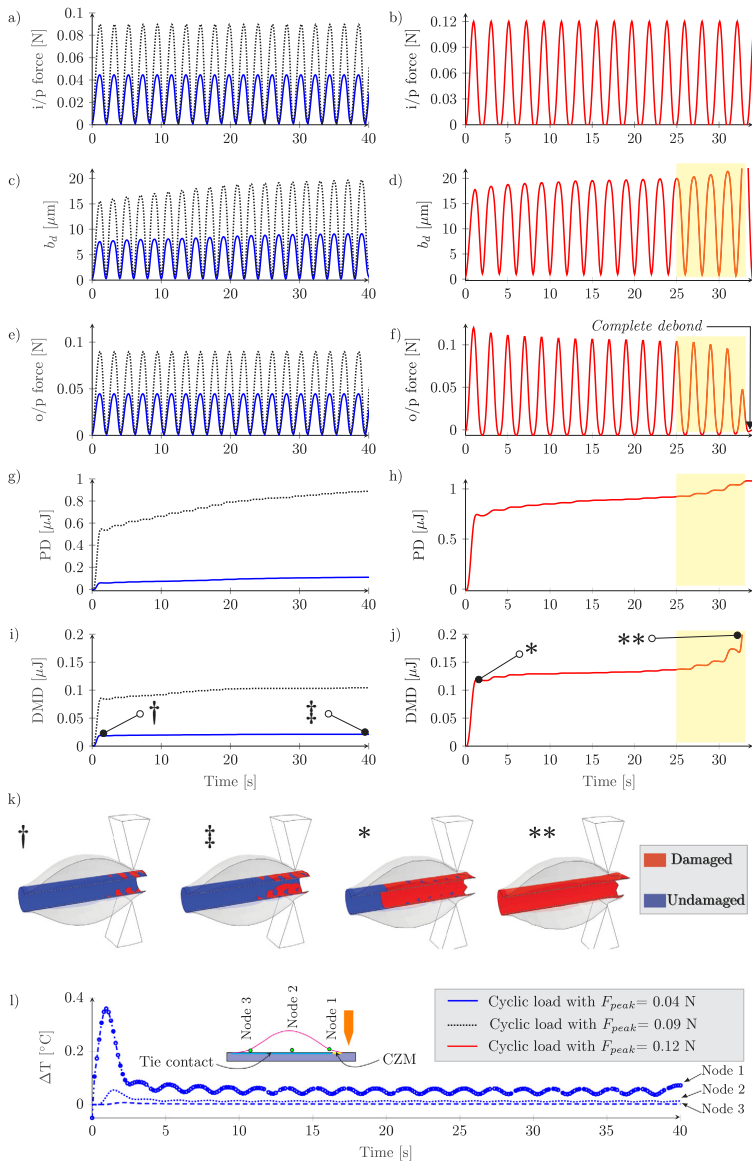 a)
i/p force [N]
0.1
0.08
0.06
0.04
0.02
0
0 10 20 30 40
b)
i/p force [N]
0.12
0.09
0.06
0.03
0
0 5 10 15 20 25 30
c)
b_d [μm]
20
15
10
5
0
0 10 20 30 40
d)
b_d [μm]
20
15
10
5
0
0 5 10 15 20 25 30
e)
o/p force [N]
0.1
0.05
0
0 10 20 30 40
f)
Complete debond
o/p force [N]
0.1
0.05
0
0 5 10 15 20 25 30
g)
PD [μJ]
1
0.8
0.6
0.4
0.2
0
0 10 20 30 40
h)
PD [μJ]
1
0.5
0
0 5 10 15 20 25 30
i)
DMD [μJ]
0.2
0.15
0.1
0.05
0
† ‡
0 10 20 30 40
Time [s]
j)
DMD [μJ]
0.2
0.15
0.1
0.05
0
* **
0 5 10 15 20 25 30
Time [s]
k)
† ‡ * **
Damaged
Undamaged
l)
ΔT [°C]
0.4
0.2
0
Node 3
Node 2
Node 1
Tie contact
CZM
Cyclic load with F_peak= 0.04 N
Cyclic load with F_peak= 0.09 N
Cyclic load with F_peak= 0.12 N
Node 1
Node 2
Node 3
0 5 10 15 20 25 30 35 40
Time [s]